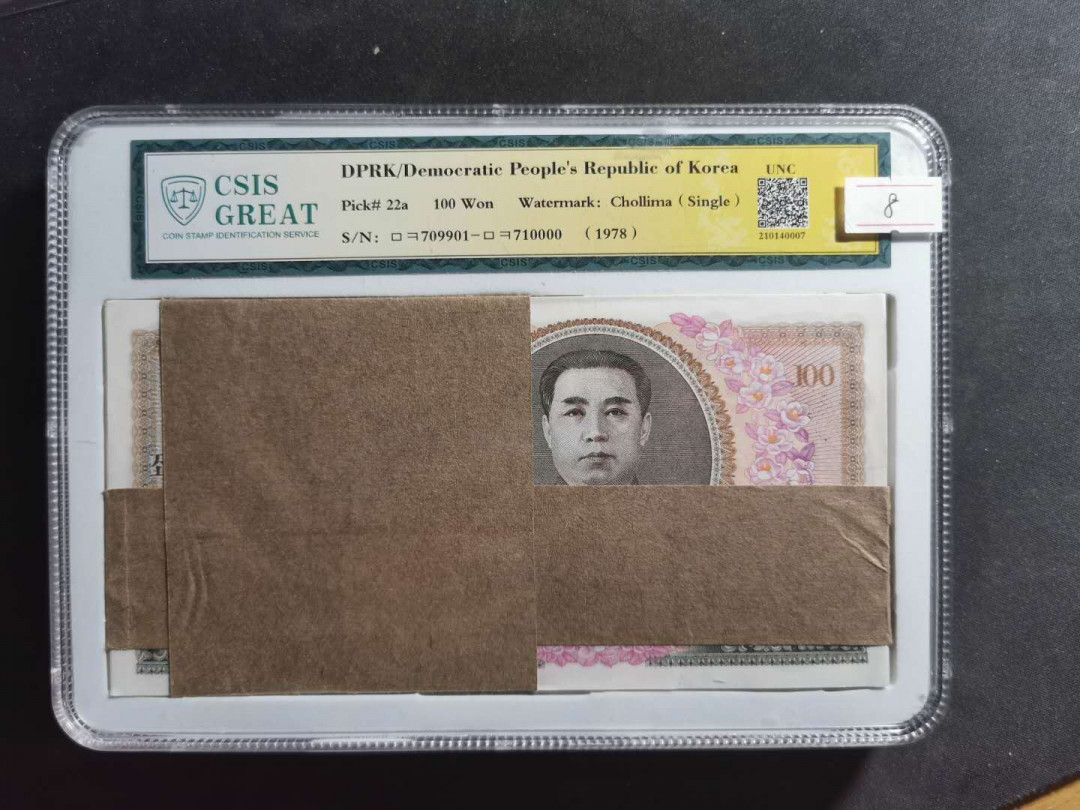 CSIS
GREAT
COIN STAMP IDENTIFICATION SERVICE
DPRK/Democratic People's Republic of Korea
UNC
Pick# 22a 100 Won Watermark: Chollima ( Single )
S/N: ㅁㅋ709901-ㅁㅋ710000 ( 1978 )
210140007
8
100